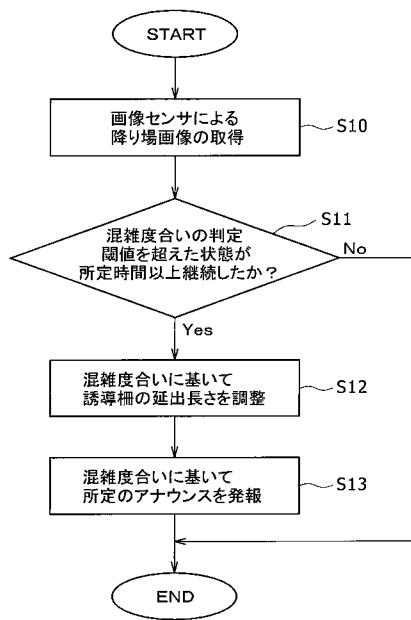 START
画像センサによる
降り場画像の取得
S10
混雑度合いの判定
閾値を超えた状態が
所定時間以上継続したか？
S11
No
Yes
混雑度合いに基いて
誘導柵の延出長さを調整
S12
混雑度合いに基いて
所定のアナウンスを発報
S13
END